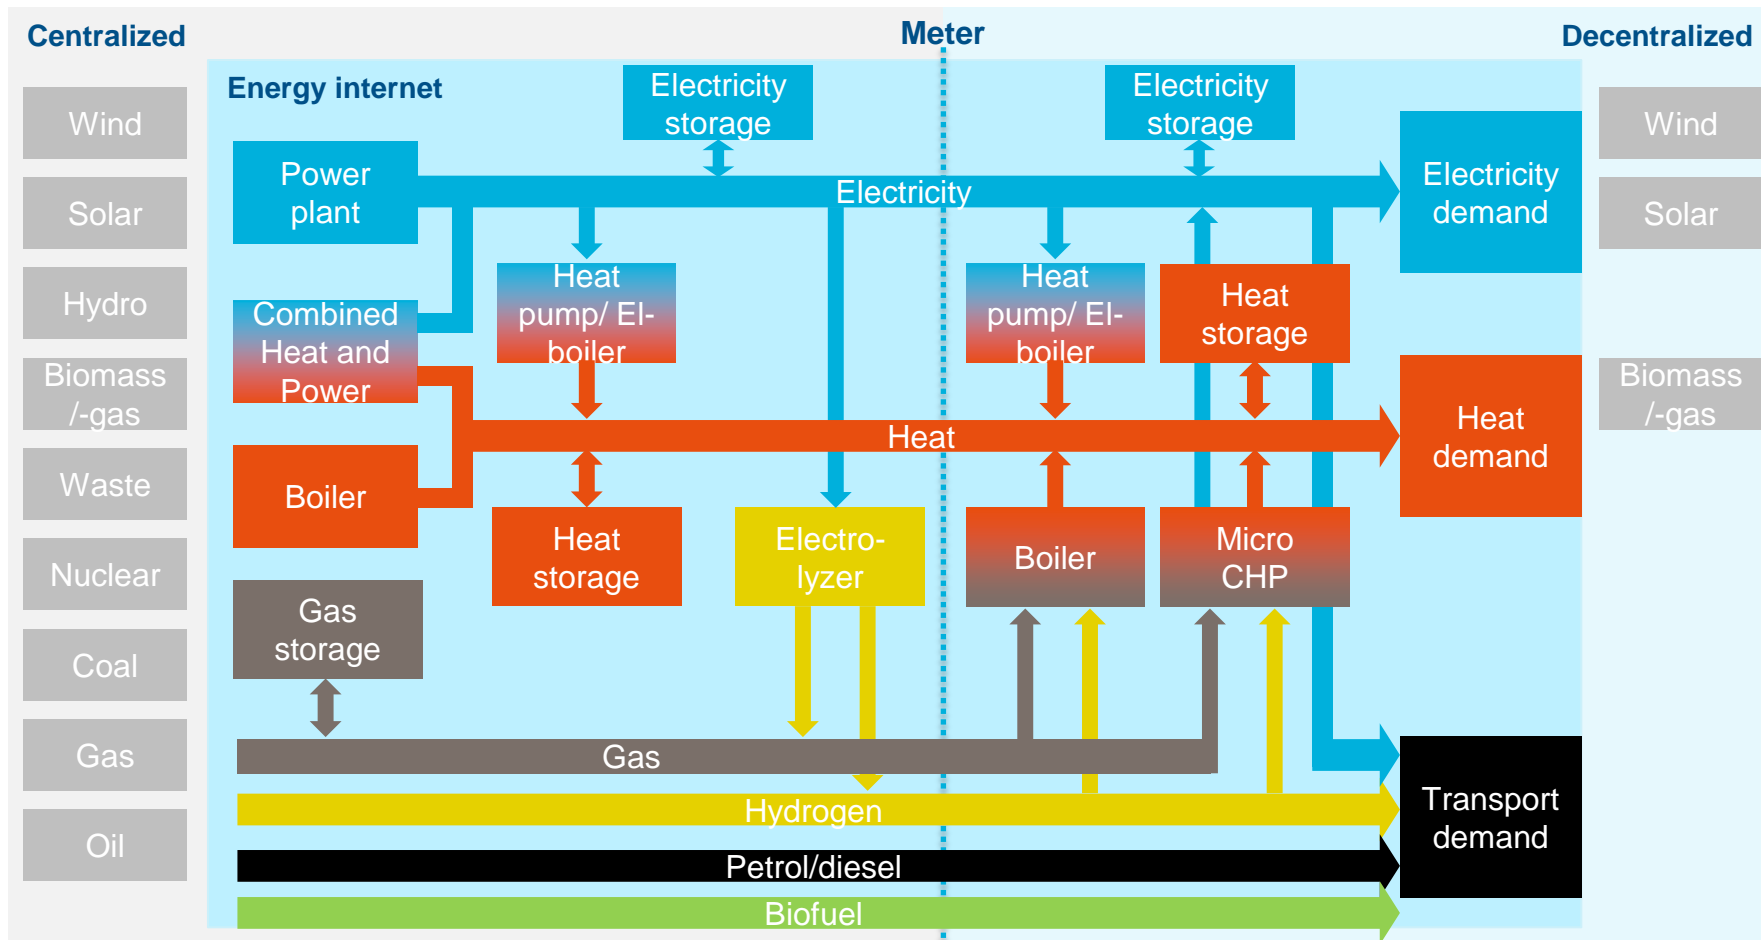 Centralized
Meter
Decentralized
Energy internet
Wind
Solar
Hydro
Biomass
/-gas
Waste
Nuclear
Coal
Gas
Oil
Electricity
storage
Electricity
storage
Power
plant
Electricity
Electricity
demand
Combined
Heat and
Power
Heat
pump/ El-
boiler
Heat
pump/ El-
boiler
Heat
storage
Heat
Heat
demand
Boiler
Heat
storage
Electro-
lyzer
Boiler
Micro
CHP
Gas
storage
Gas
Hydrogen
Petrol/diesel
Biofuel
Transport
demand
Wind
Solar
Biomass
/-gas